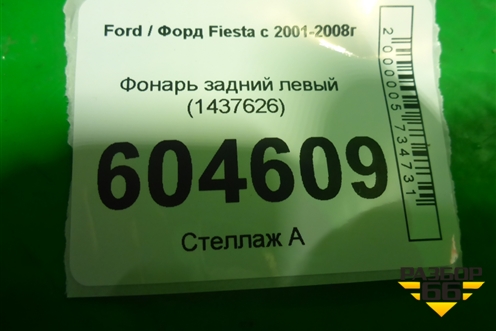 Ford / Форд Fiesta с 2001-2008г
Фонарь задний левый
(1437626)
604609
Стеллаж А
2000005734731
РАЗБОР
66